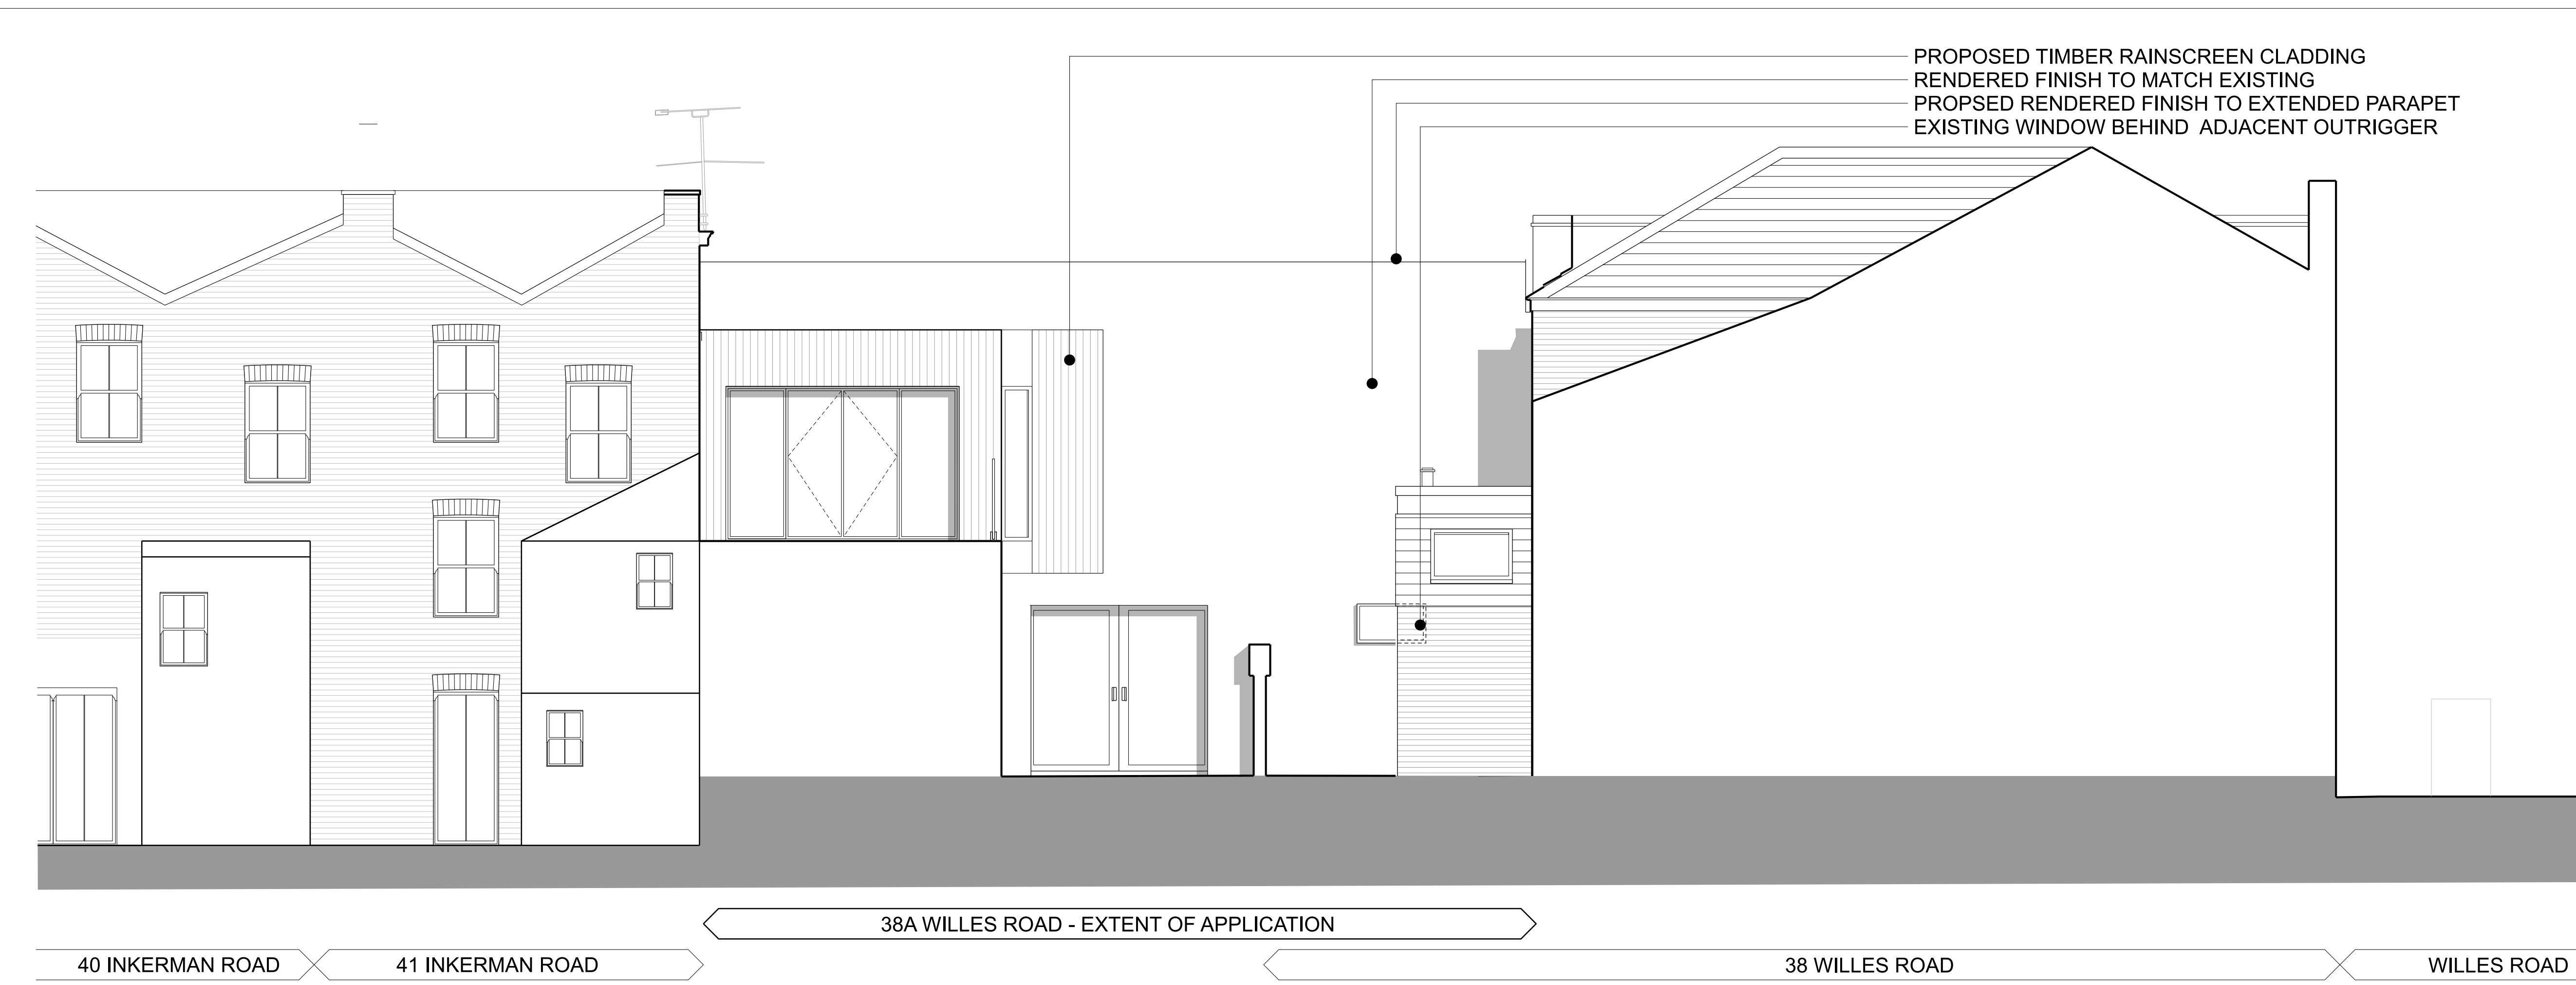 PROPOSED TIMBER RAINSCREEN CLADDING
RENDERED FINISH TO MATCH EXISTING
PROPSED RENDERED FINISH TO EXTENDED PARAPET
EXISTING WINDOW BEHIND ADJACENT OUTRIGGER
38A WILLES ROAD - EXTENT OF APPLICATION
40 INKERMAN ROAD
41 INKERMAN ROAD
38 WILLES ROAD
WILLES ROAD